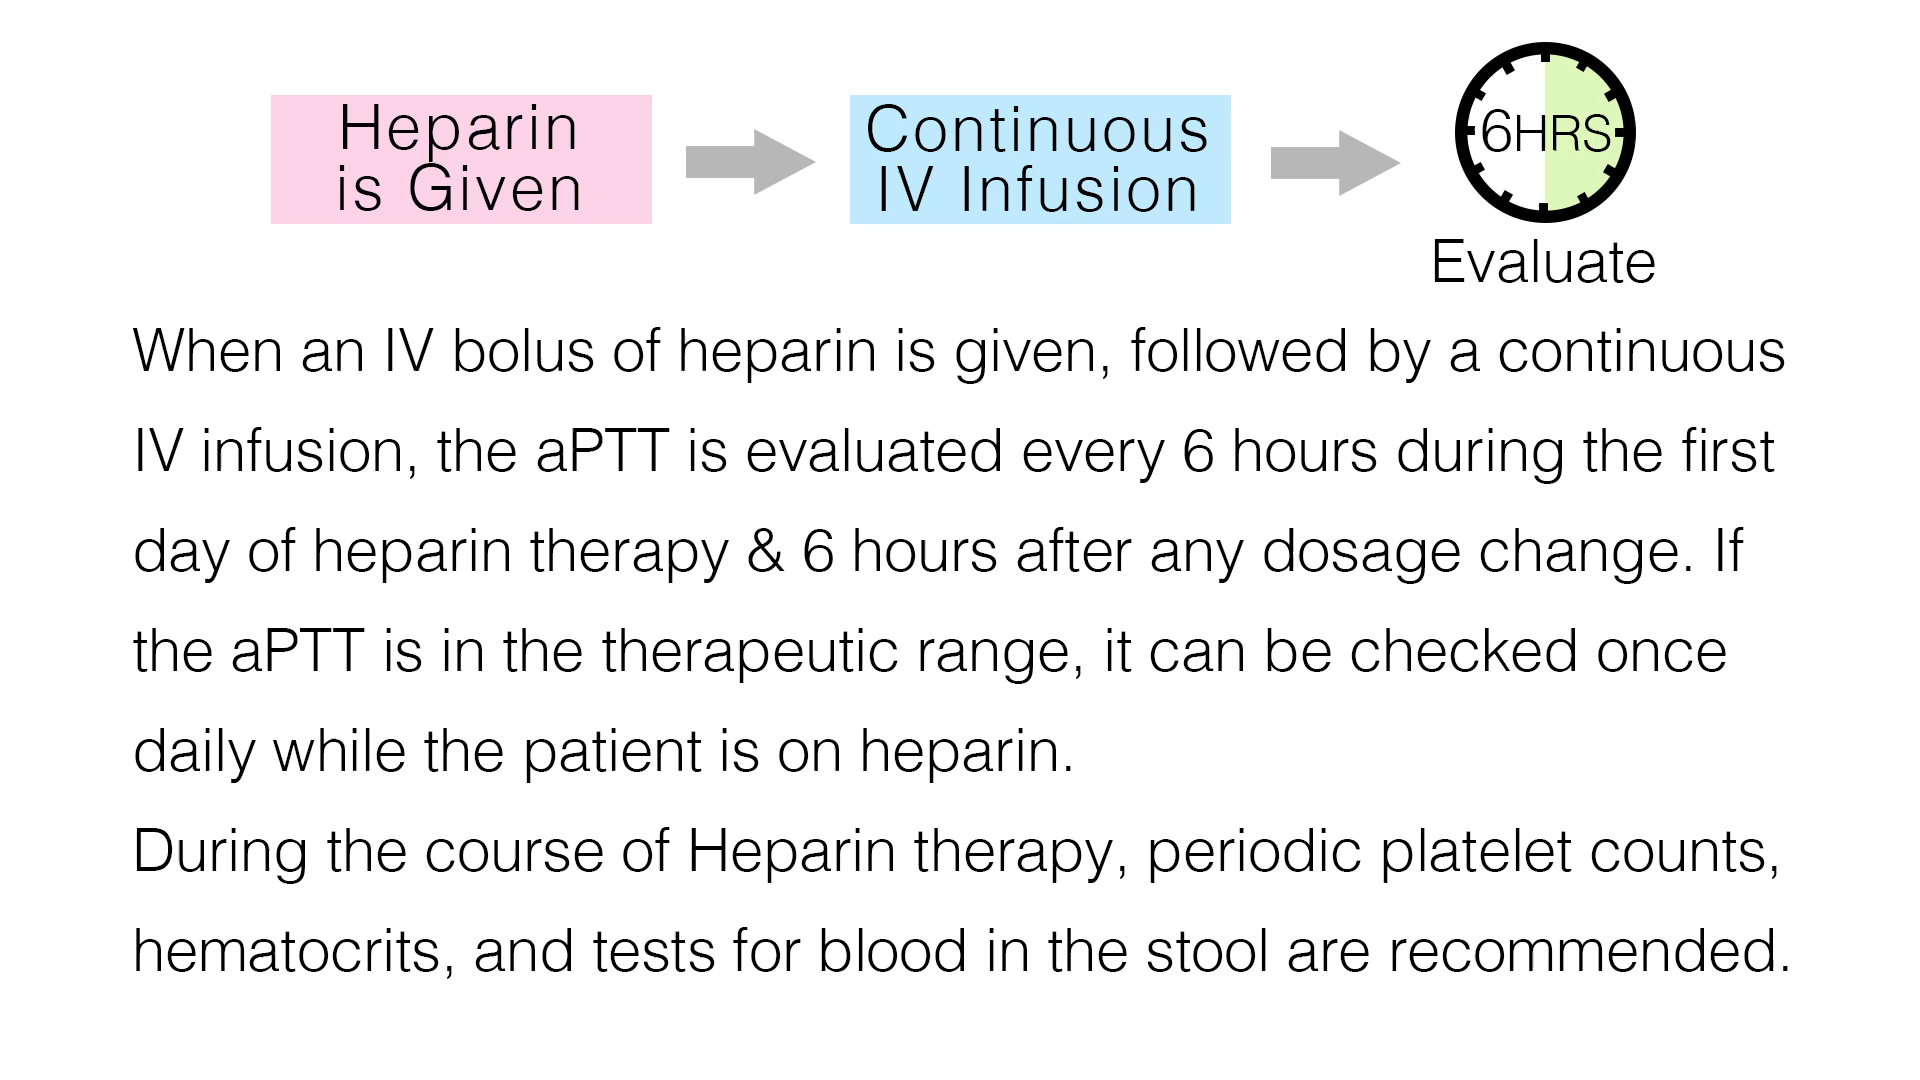 Heparin
is Given
Continuous
IV Infusion
6HRS
Evaluate
When an IV bolus of heparin is given, followed by a continuous
IV infusion, the aPTT is evaluated every 6 hours during the first
day of heparin therapy & 6 hours after any dosage change. If
the aPTT is in the therapeutic range, it can be checked once
daily while the patient is on heparin.
During the course of Heparin therapy, periodic platelet counts,
hematocrits, and tests for blood in the stool are recommended.